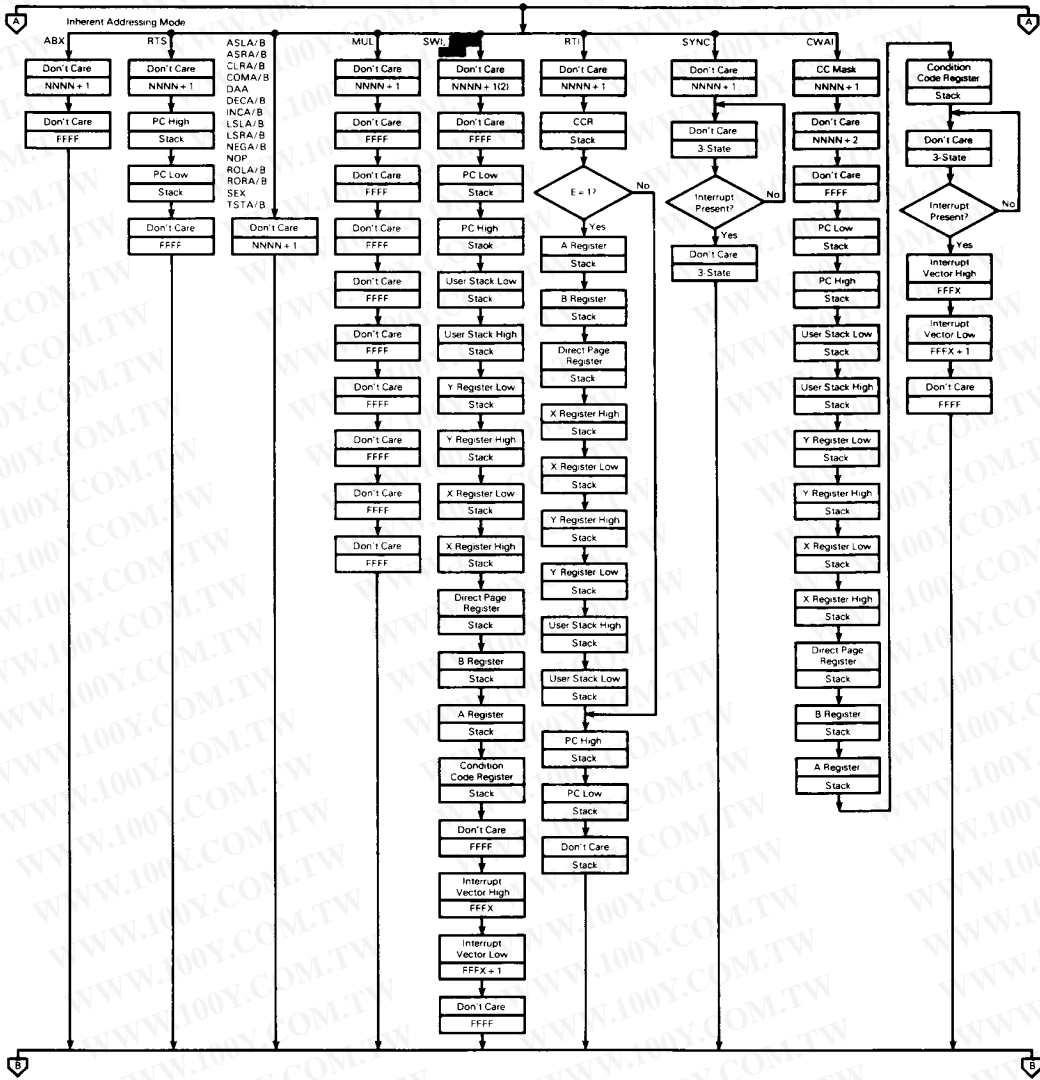 A
A
Inherent Addressing Mode
ABX
Don't Care
NNNN + 1
Don't Care
FFFF
RTS
Don't Care
NNNN + 1
PC High
Stack
PC Low
Stack
Don't Care
FFFF
ASLA/B
ASRA/B
CLRA/B
COMA/B
DAA
DECA/B
INCA/B
LSLA/B
LSRA/B
NEGA/B
NOP
ROLA/B
RORA/B
SEX
TSTA/B
Don't Care
NNNN + 1
MUL
Don't Care
NNNN + 1
Don't Care
FFFF
Don't Care
FFFF
Don't Care
FFFF
Don't Care
FFFF
Don't Care
FFFF
Don't Care
FFFF
Don't Care
FFFF
Don't Care
FFFF
Don't Care
FFFF
SWI,
Don't Care
NNNN + 1(2)
Don't Care
FFFF
PC Low
Stack
PC High
Stack
User Stack Low
Stack
User Stack High
Stack
Y Register Low
Stack
Y Register High
Stack
X Register Low
Stack
X Register High
Stack
Direct Page
Register
Stack
B Register
Stack
A Register
Stack
Condition
Code Register
Stack
Don't Care
FFFF
Interrupt
Vector High
FFFX
Interrupt
Vector Low
FFFX + 1
Don't Care
FFFF
RTI
Don't Care
NNNN + 1
CCR
Stack
E = 1?
No
Yes
A Register
Stack
B Register
Stack
Direct Page
Register
Stack
X Register High
Stack
X Register Low
Stack
Y Register High
Stack
Y Register Low
Stack
User Stack High
Stack
User Stack Low
Stack
PC High
Stack
PC Low
Stack
Don't Care
Stack
SYNC
Don't Care
NNNN + 1
Don't Care
3-State
Interrupt
Present?
No
Yes
Don't Care
3-State
CWAI
CC Mask
NNNN + 1
Don't Care
NNNN + 2
Don't Care
FFFF
PC Low
Stack
PC High
Stack
User Stack Low
Stack
User Stack High
Stack
Y Register Low
Stack
Y Register High
Stack
X Register Low
Stack
X Register High
Stack
Direct Page
Register
Stack
B Register
Stack
A Register
Stack
Condition
Code Register
Stack
Don't Care
3-State
Interrupt
Present?
No
Yes
Interrupt
Vector High
FFFX
Interrupt
Vector Low
FFFX + 1
Don't Care
FFFF
B
B
WWW.100Y.COM.TW